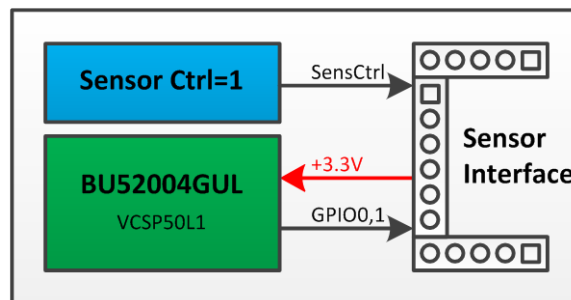 Sensor Ctrl=1
SensCtrl
BU52004GUL
VCSP50L1
+3.3V
GPIO0,1
Sensor
Interface